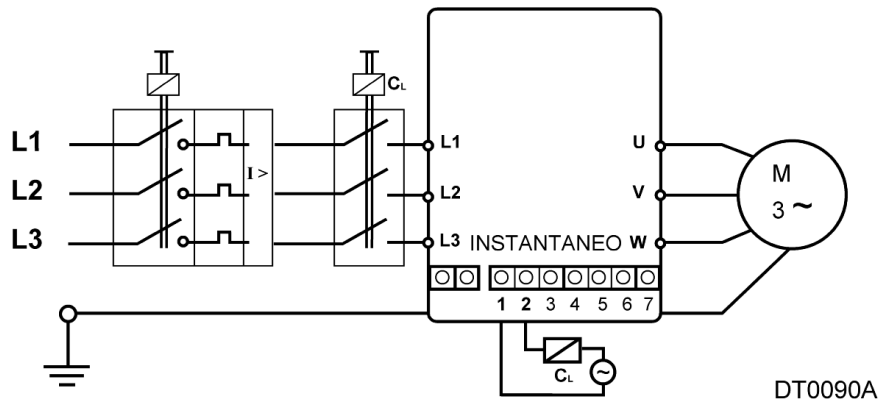 CL
L1
L1
U
M
I >
L2
L2
V
3 ~
L3
L3 INSTANTANEO W
1 2 3 4 5 6 7
CL
~
DT0090A